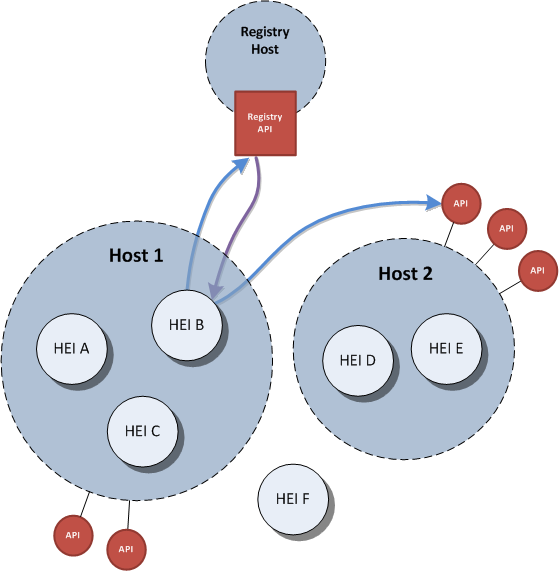 Registry
Host
Registry
API
API
API
API
Host 1
Host 2
HEI B
HEI A
HEI D
HEI E
HEI C
HEI F
API
API